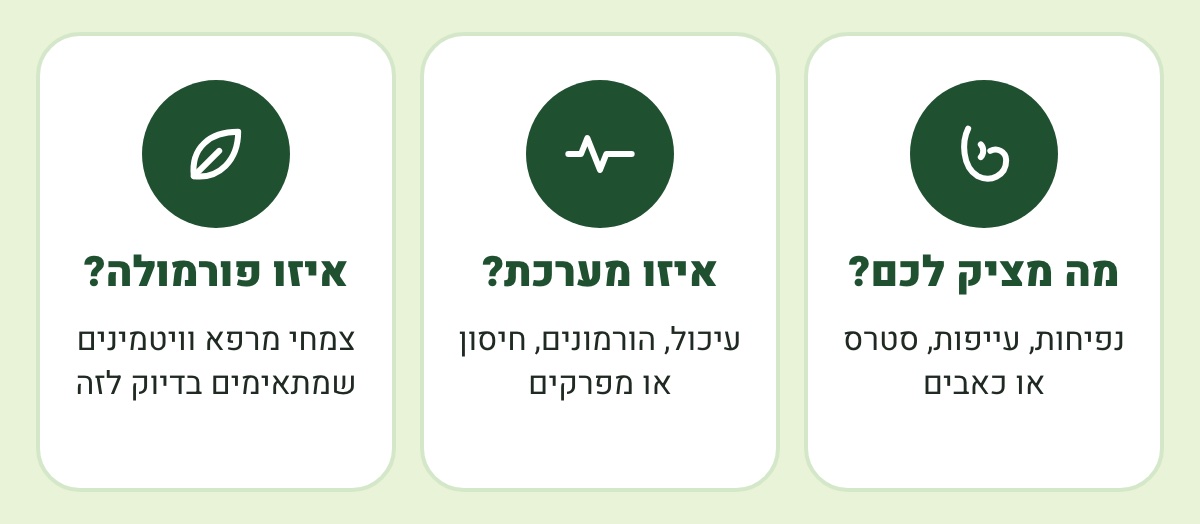 מה מציק לכם?
נפיחות, עייפות, סטרס
או כאבים
איזו מערכת?
עיכול, הורמונים, חיסון
או מפרקים
איזו פורמולה?
צמחי מרפא וויטמינים
שמתאימים בדיוק לזה